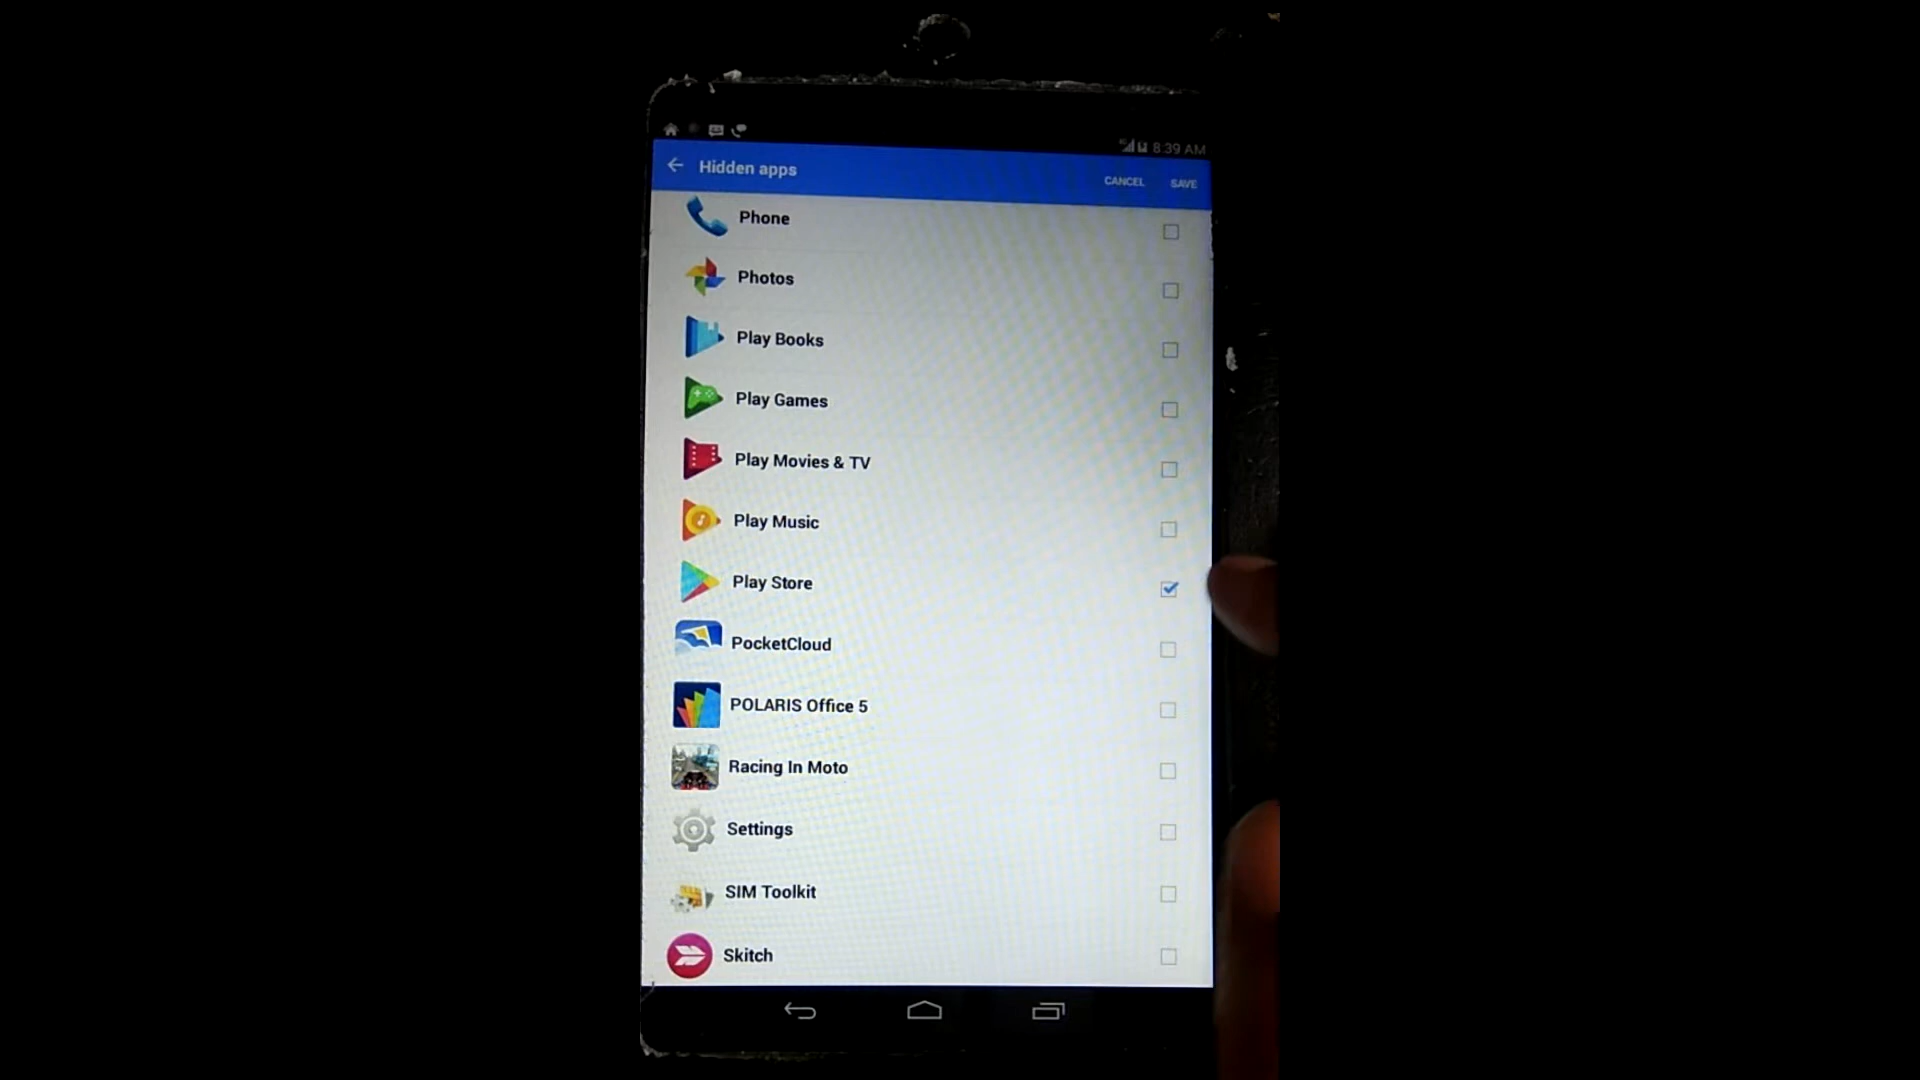 8:39 AM
Hidden apps
CANCEL SAVE
Phone
Photos
Play Books
Play Games
Play Movies & TV
Play Music
Play Store
PocketCloud
POLARIS Office 5
Racing In Moto
Settings
SIM Toolkit
Skitch